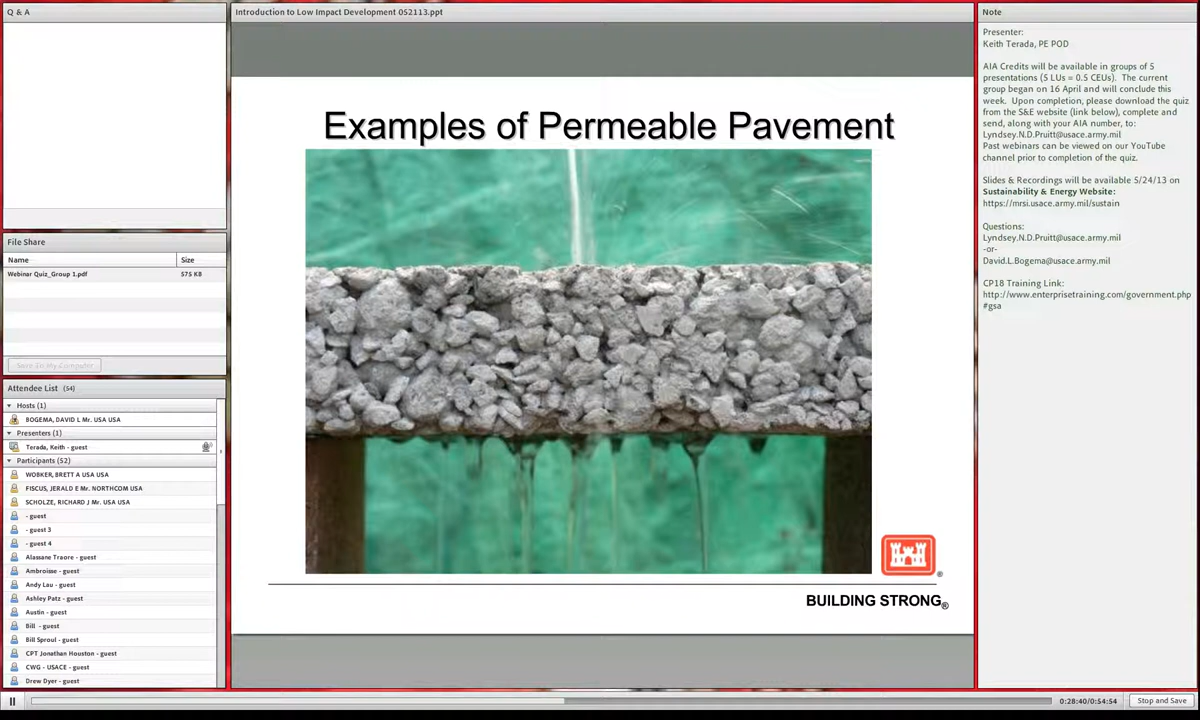 Q & A
File Share
Name Size
Webinar Quiz_Group 1.pdf 575 KB
Save To My Computer
Attendee List (54)
Hosts (1)
BOGEMA, DAVID L Mr. USA USA
Presenters (1)
Terada, Keith - guest
Participants (52)
WOBKER, BRETT A USA USA
FISCUS, JERALD E Mr. NORTHCOM USA
SCHOLZE, RICHARD J Mr. USA USA
- guest
- guest 3
- guest 4
Alassane Traore - guest
Ambroisse - guest
Andy Lau - guest
Ashley Patz - guest
Austin - guest
Bill - guest
Bill Sproul - guest
CPT Jonathan Houston - guest
CWG - USACE - guest
Drew Dyer - guest
Introduction to Low Impact Development 052113.ppt
Examples of Permeable Pavement
®
BUILDING STRONG®
Note
Presenter:
Keith Terada, PE POD
AIA Credits will be available in groups of 5
presentations (5 LUs = 0.5 CEUs). The current
group began on 16 April and will conclude this
week. Upon completion, please download the quiz
from the S&E website (link below), complete and
send, along with your AIA number, to:
Lyndsey.N.D.Pruitt@usace.army.mil
Past webinars can be viewed on our YouTube
channel prior to completion of the quiz.
Slides & Recordings will be available 5/24/13 on
Sustainability & Energy Website:
https://mrsi.usace.army.mil/sustain
Questions:
Lyndsey.N.D.Pruitt@usace.army.mil
-or-
David.L.Bogema@usace.army.mil
CP18 Training Link:
http://www.enterprisetraining.com/government.php
#gsa
0:28:40/0:54:54
Stop and Save